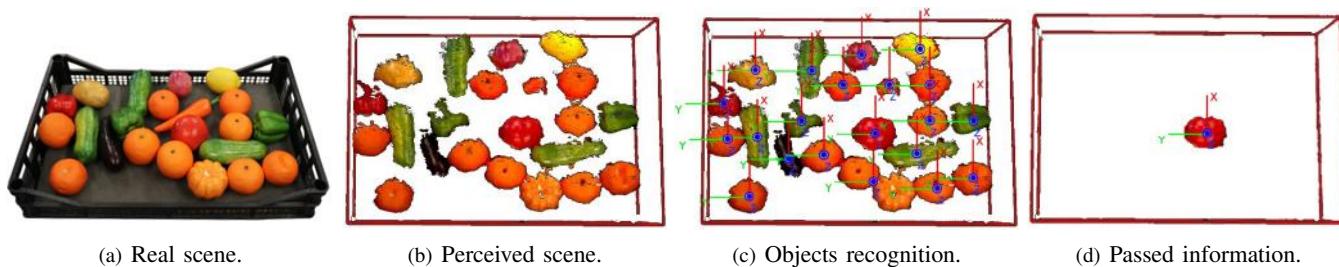 (a) Real scene.
(b) Perceived scene.
(c) Objects recognition.
(d) Passed information.
X
Y
Z